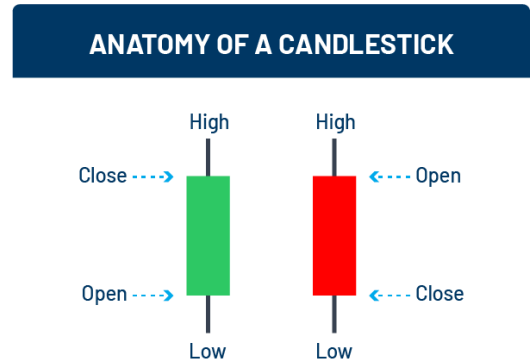 ANATOMY OF A CANDLESTICK
High High
Close Open
Open Close
Low Low